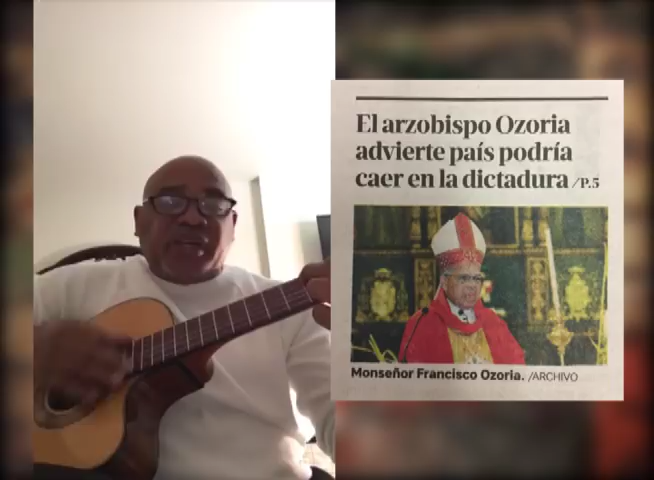 El arzobispo Ozoria
advierte país podría
caer en la dictadura /P.5
Monseñor Francisco Ozoria. /ARCHIVO